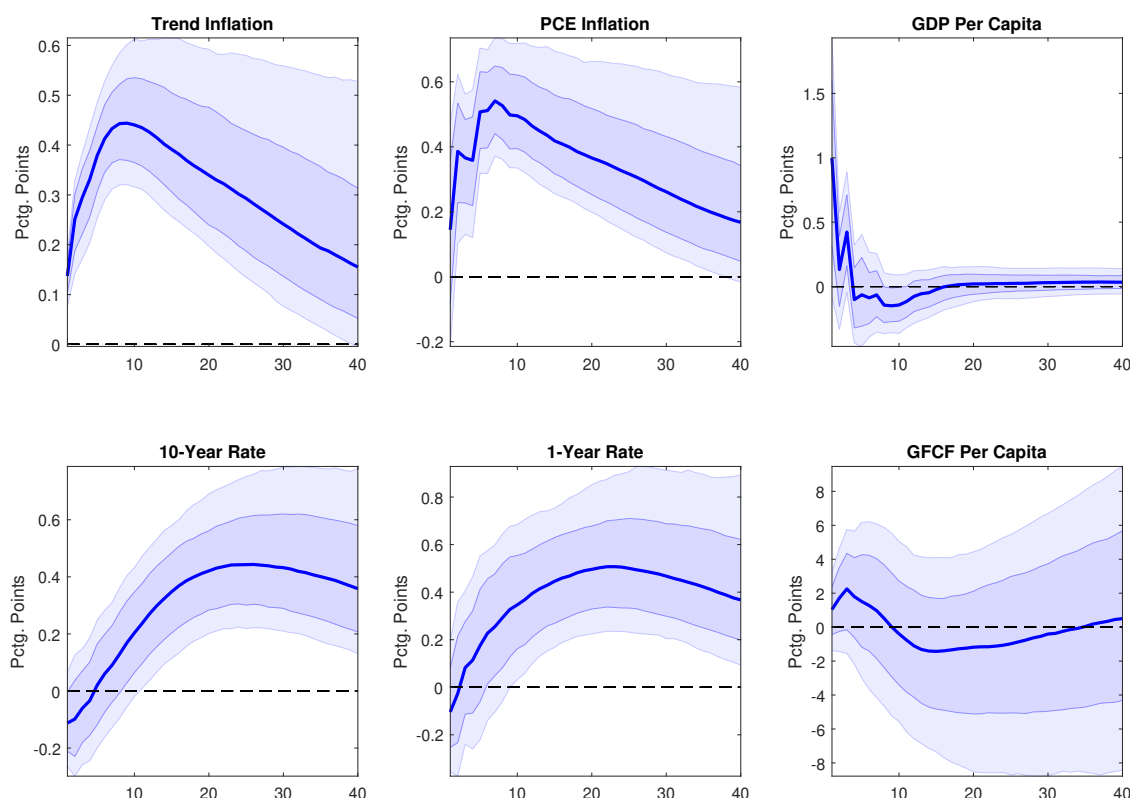 Trend Inflation
Pctg. Points
0.6
0.5
0.4
0.3
0.2
0.1
0
10 20 30 40
PCE Inflation
Pctg. Points
0.6
0.4
0.2
0
-0.2
10 20 30 40
GDP Per Capita
Pctg. Points
1.5
1
0.5
0
10 20 30 40
10-Year Rate
Pctg. Points
0.6
0.4
0.2
0
-0.2
10 20 30 40
1-Year Rate
Pctg. Points
0.8
0.6
0.4
0.2
0
-0.2
10 20 30 40
GFCF Per Capita
Pctg. Points
8
6
4
2
0
-2
-4
-6
-8
10 20 30 40